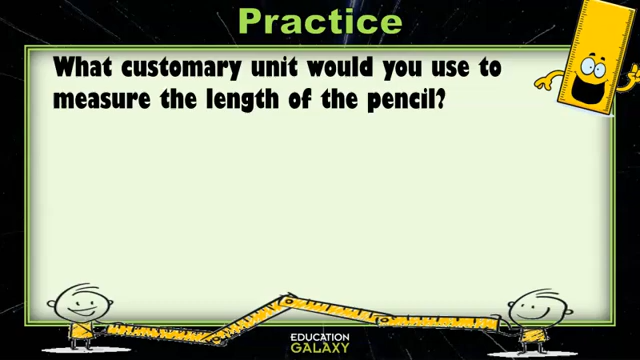 Practice
What customary unit would you use to
measure the length of the pencil?
EDUCATION
GALAXY